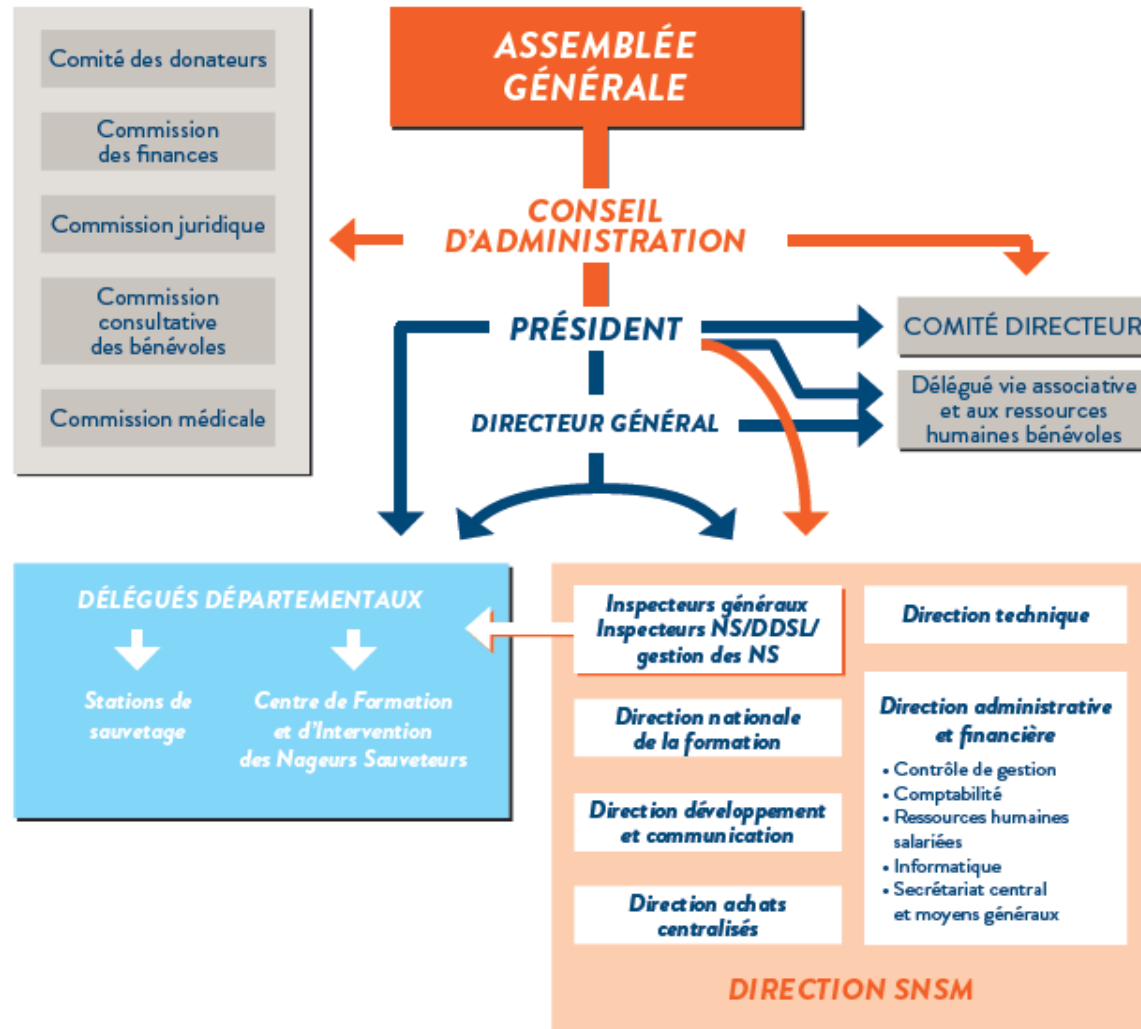 Comité des donateurs
Commission
des finances
Commission juridique
Commission
consultative
des bénévoles
Commission médicale
ASSEMBLÉE
GÉNÉRALE
CONSEIL
D'ADMINISTRATION
PRÉSIDENT
DIRECTEUR GÉNÉRAL
COMITÉ DIRECTEUR
Délégué vie associative
et aux ressources
humaines bénévoles
DÉLÉGUÉS DÉPARTEMENTAUX
Stations de
sauvetage
Centre de Formation
et d'Intervention
des Nageurs Sauveteurs
Inspecteurs généraux
Inspecteurs NS/DDSL/
gestion des NS
Direction nationale
de la formation
Direction développement
et communication
Direction achats
centralisés
Direction technique
Direction administrative
et financière
• Contrôle de gestion
• Comptabilité
• Ressources humaines
salariées
• Informatique
• Secrétariat central
et moyens généraux
DIRECTION SNSM